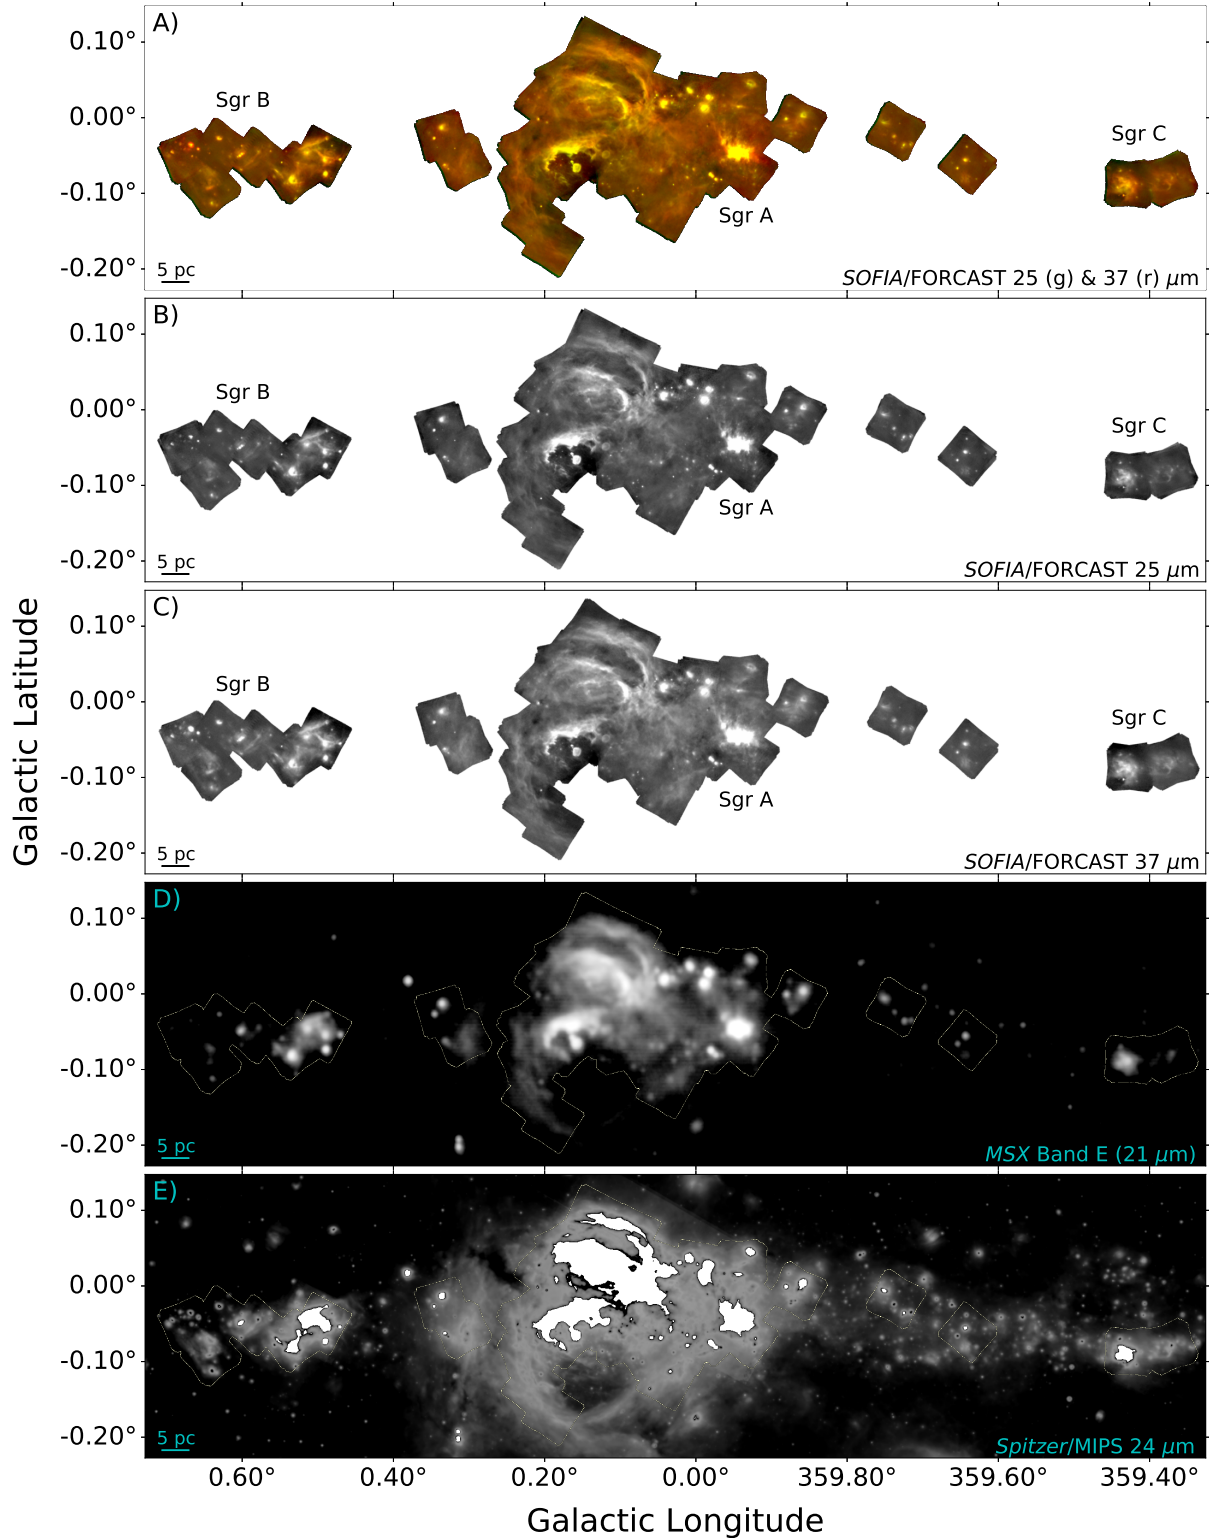 A)
0.10°
0.00°
-0.10°
-0.20°
Sgr B
Sgr A
Sgr C
5 pc
SOFIA/FORCAST 25 (g) & 37 (r) μm
B)
0.10°
0.00°
-0.10°
-0.20°
Sgr B
Sgr A
Sgr C
5 pc
SOFIA/FORCAST 25 μm
C)
0.10°
0.00°
-0.10°
-0.20°
Sgr B
Sgr A
Sgr C
5 pc
SOFIA/FORCAST 37 μm
D)
0.10°
0.00°
-0.10°
-0.20°
5 pc
MSX Band E (21 μm)
E)
0.10°
0.00°
-0.10°
-0.20°
5 pc
Spitzer/MIPS 24 μm
0.60°
0.40°
0.20°
0.00°
359.80°
359.60°
359.40°
Galactic Longitude
Galactic Latitude